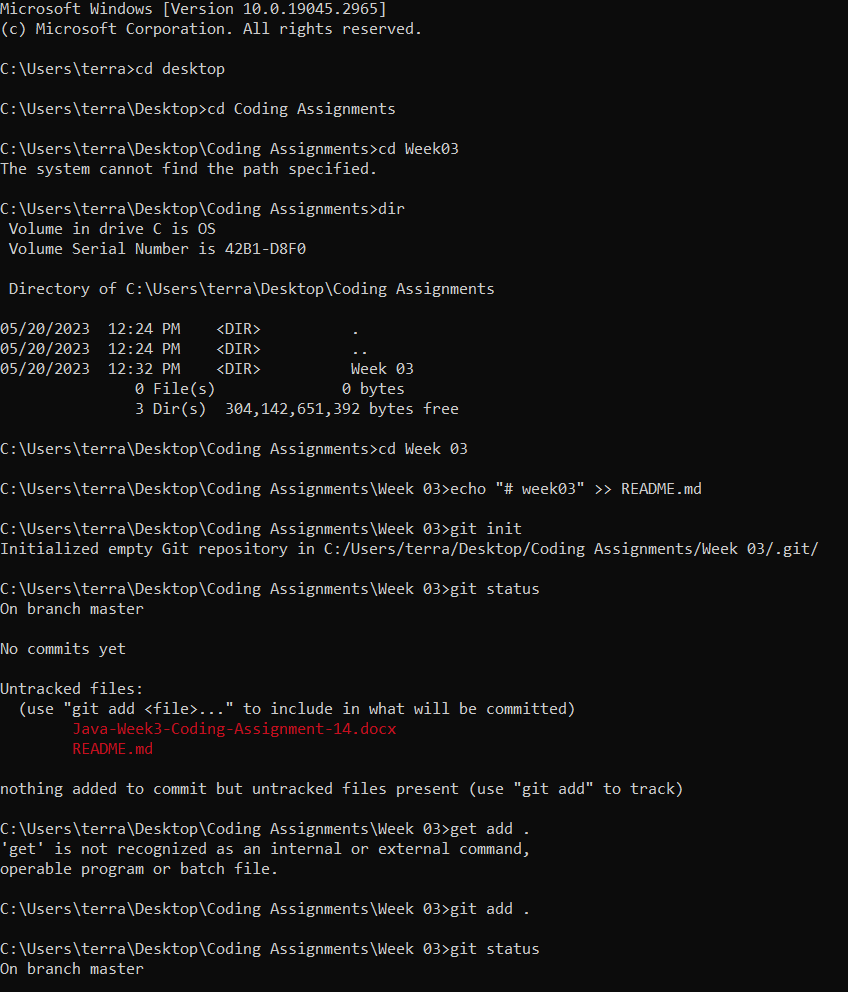 Microsoft Windows [Version 10.0.19045.2965]
(c) Microsoft Corporation. All rights reserved.
C:\Users\terra>cd desktop
C:\Users\terra\Desktop>cd Coding Assignments
C:\Users\terra\Desktop\Coding Assignments>cd Week03
The system cannot find the path specified.
C:\Users\terra\Desktop\Coding Assignments>dir
 Volume in drive C is OS
 Volume Serial Number is 42B1-D8F0
 Directory of C:\Users\terra\Desktop\Coding Assignments
05/20/2023  12:24 PM    <DIR>          .
05/20/2023  12:24 PM    <DIR>          ..
05/20/2023  12:32 PM    <DIR>          Week 03
               0 File(s)              0 bytes
               3 Dir(s)  304,142,651,392 bytes free
C:\Users\terra\Desktop\Coding Assignments>cd Week 03
C:\Users\terra\Desktop\Coding Assignments\Week 03>echo "# week03" >> README.md
C:\Users\terra\Desktop\Coding Assignments\Week 03>git init
Initialized empty Git repository in C:/Users/terra/Desktop/Coding Assignments/Week 03/.git/
C:\Users\terra\Desktop\Coding Assignments\Week 03>git status
On branch master
No commits yet
Untracked files:
  (use "git add <file>..." to include in what will be committed)
        Java-Week3-Coding-Assignment-14.docx
        README.md
nothing added to commit but untracked files present (use "git add" to track)
C:\Users\terra\Desktop\Coding Assignments\Week 03>get add .
'get' is not recognized as an internal or external command,
operable program or batch file.
C:\Users\terra\Desktop\Coding Assignments\Week 03>git add .
C:\Users\terra\Desktop\Coding Assignments\Week 03>git status
On branch master